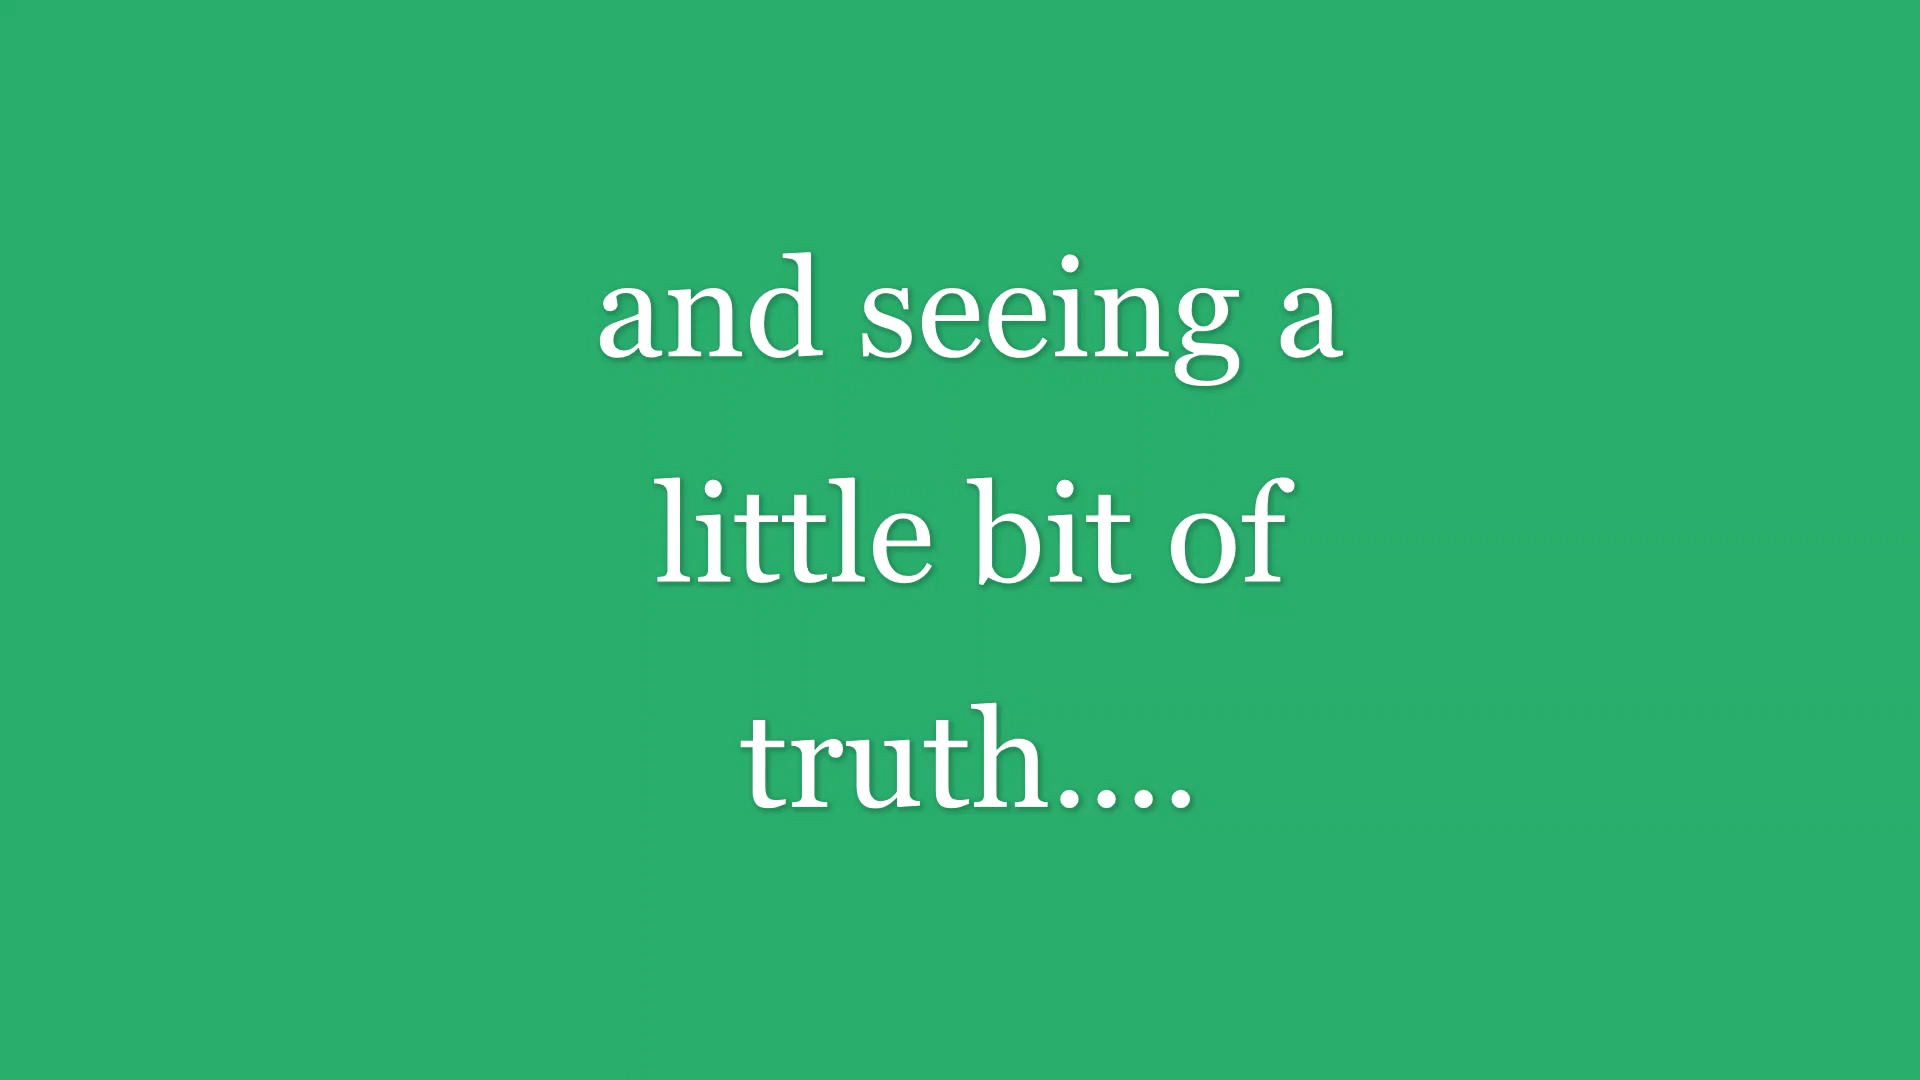 and seeing a
little bit of
truth....